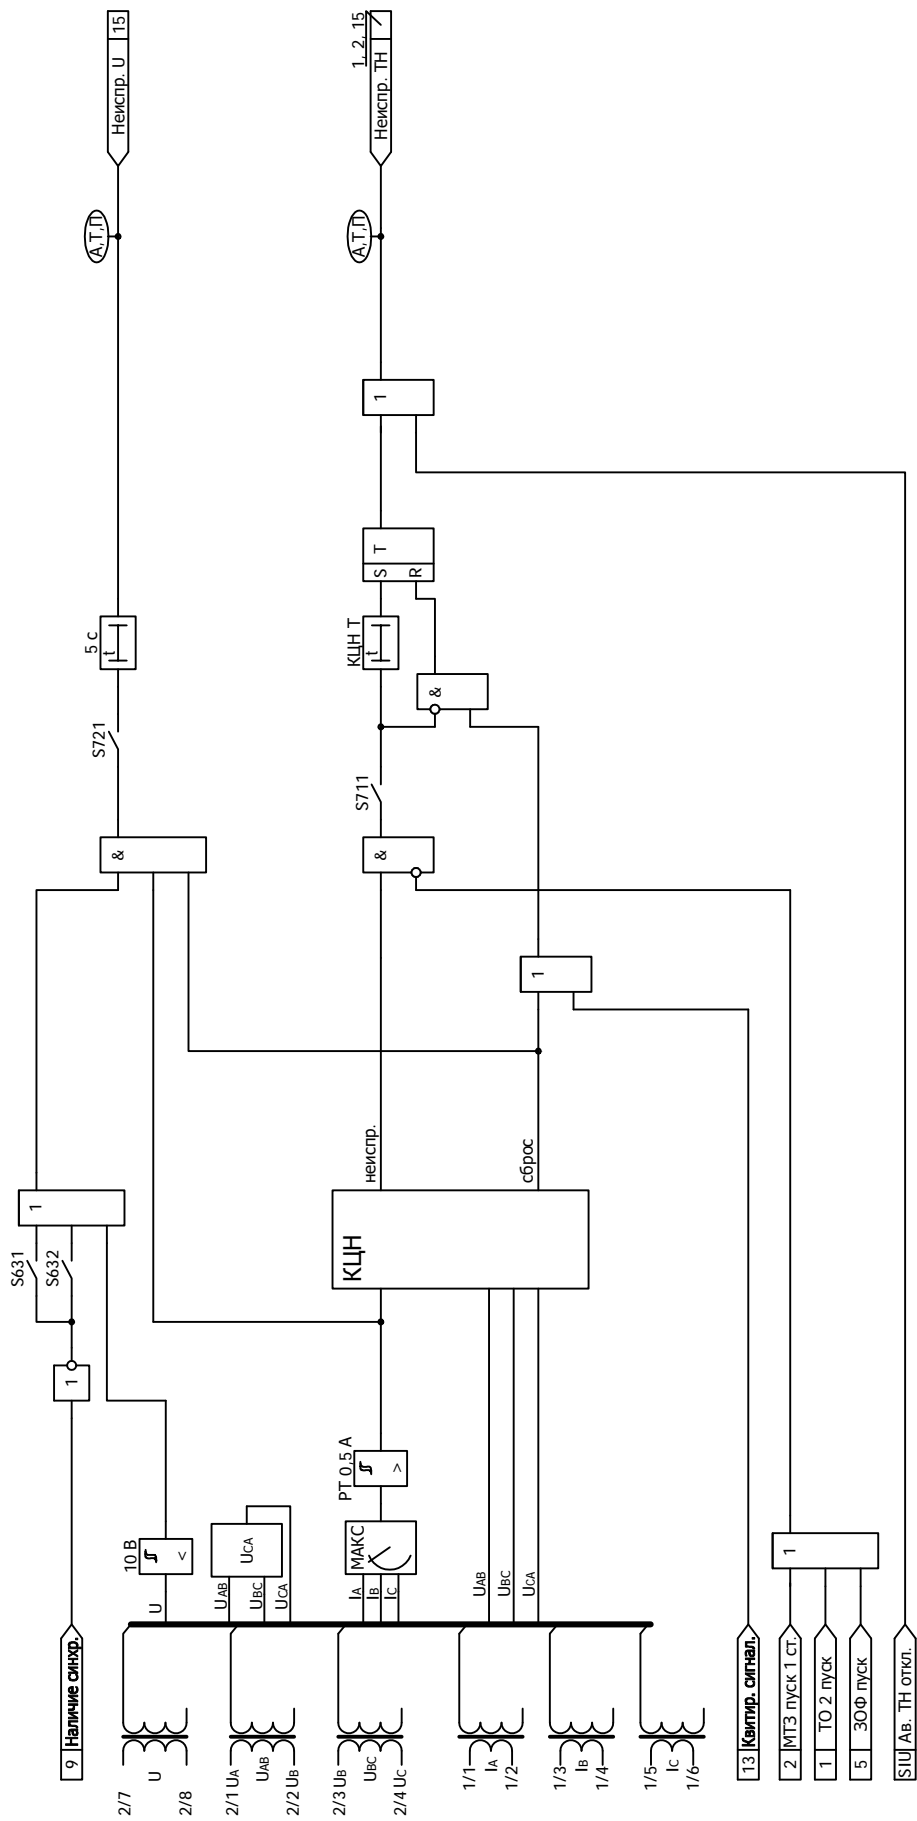 Неиспр. U 15
1, 2, 15
Неиспр. ТН
А,Т,П
А,Т,П
1
S T
R
5 с
t
КЦН Т
t
&
S721
S711
&
&
1
неиспр.
сброс
1
КЦН
S631
S632
1
РТ 0,5 А
>
10 В
<
МАКС
UCA
U
UAB
UBC
UCA
IA
IB
IC
UAB
UBC
UCA
1
9 Наличие синхр.
2/7
U
2/8
2/1 UA
UAB
2/2 UB
2/3 UB
UBC
2/4 UC
1/1
IA
1/2
1/3
IB
1/4
1/5
IC
1/6
13 Квитир. сигнал.
2 МТЗ пуск 1 ст.
1 ТО 2 пуск
5 ЗОФ пуск
SIU Ав. ТН откл.